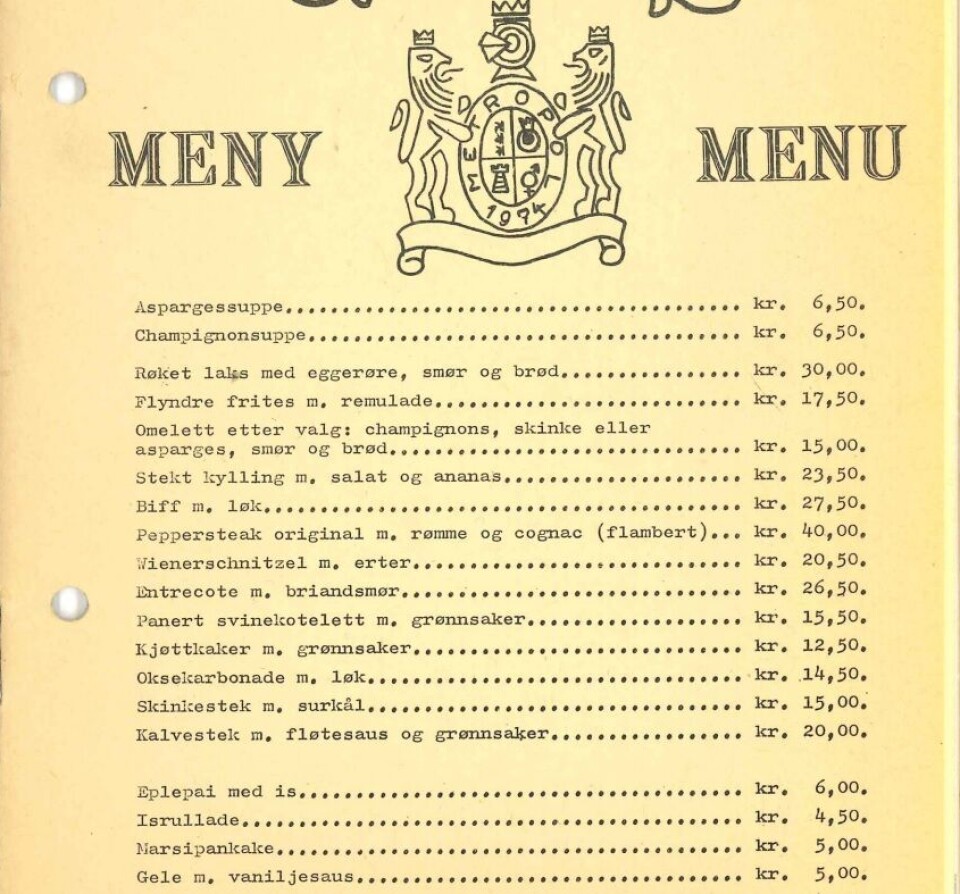 MENY
MENU
METROPOL
1974
Aspargessuppe................................ kr. 6,50.
Champignonsuppe.............................. kr. 6,50.
Røket laks med eggerøre, smør og brød............. kr. 30,00.
Flyndre frites m. remulade........................ kr. 17,50.
Omelett etter valg: champignons, skinke eller
asparges, smør og brød............................ kr. 15,00.
Stekt kylling m. salat og ananas.................. kr. 23,50.
Biff m. løk....................................... kr. 27,50.
Peppersteak original m. rømme og cognac (flambert)... kr. 40,00.
Wienerschnitzel m. erter.......................... kr. 20,50.
Entrecote m. briandsmør........................... kr. 26,50.
Panert svinekotelett m. grønnsaker................ kr. 15,50.
Kjøttkaker m. grønnsaker.......................... kr. 12,50.
Oksekarbonade m. løk.............................. kr. 14,50.
Skinkestek m. surkål.............................. kr. 15,00.
Kalvestek m. fløtesaus og grønnsaker.............. kr. 20,00.
Eplepai med is.................................... kr. 6,00.
Isrullade......................................... kr. 4,50.
Marsipankake...................................... kr. 5,00.
Gele m. vaniljesaus............................... kr. 5,00.